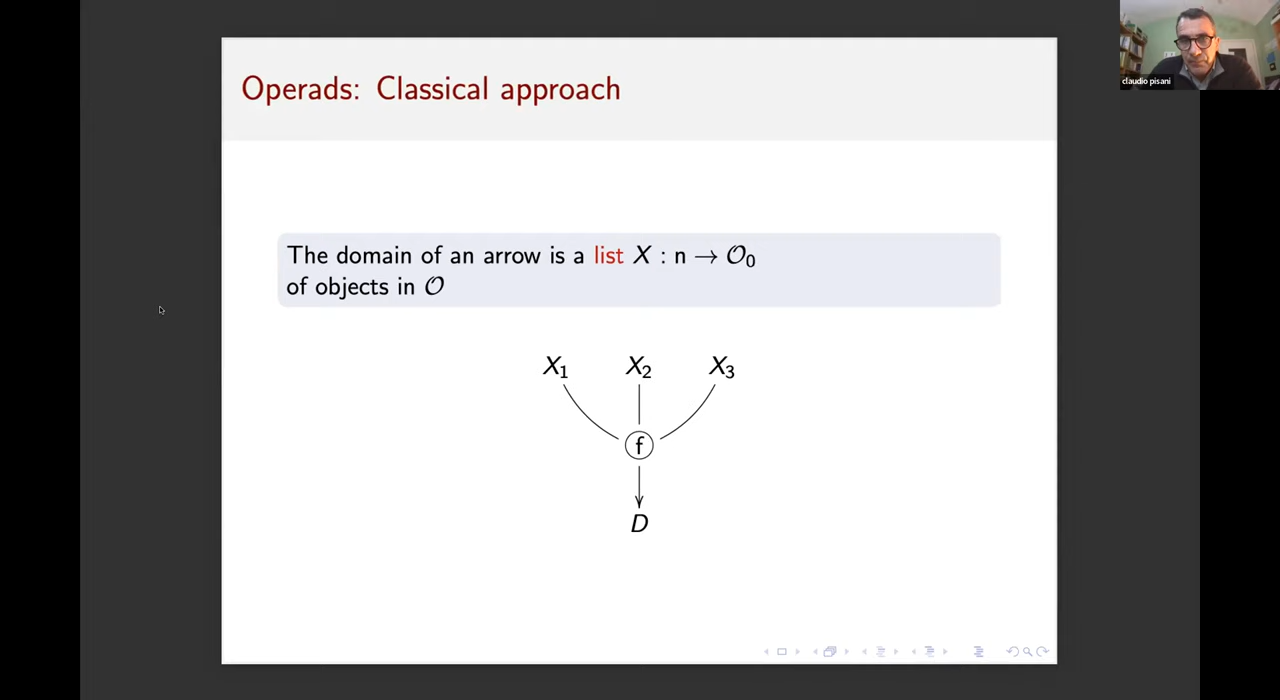 Operads: Classical approach
claudio pisani
The domain of an arrow is a list X : n → 𝒪₀
of objects in 𝒪
X₁ X₂ X₃
f
D